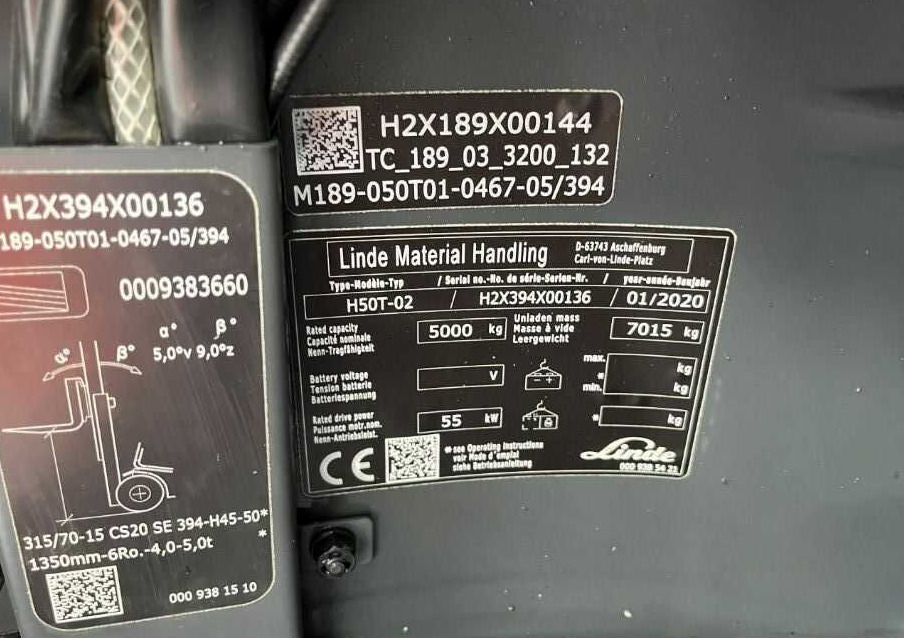 H2X189X00144
TC_189_03_3200_132
M189-050T01-0467-05/394
H2X394X00136
189-050T01-0467-05/394
0009383660
α° β°
5,0°v 9,0°z
α° β°
315/70-15 CS20 SE 394-H45-50*
1350mm-6Ro.-4,0-5,0t *
000 938 15 10
Linde Material Handling
D-63743 Aschaffenburg
Carl-von-Linde-Platz
Type-Modèle-Typ / Serial no.-No. de série-Serien-Nr. / year-année-Baujahr
H50T-02 / H2X394X00136 / 01/2020
Rated capacity
Capacité nominale
Nenn-Tragfähigkeit
5000 kg
Unladen mass
Masse à vide
Leergewicht
7015 kg
Battery voltage
Tension batterie
Batteriespannung
V
- +
max. kg
*
min. kg
Rated drive power
Puissance motr.nom.
Nenn-Antriebsleist.
55 kW
* kg
CE
* see Operating Instructions
voir Mode d'emploi
siehe Betriebsanleitung
Linde
000 938 54 21